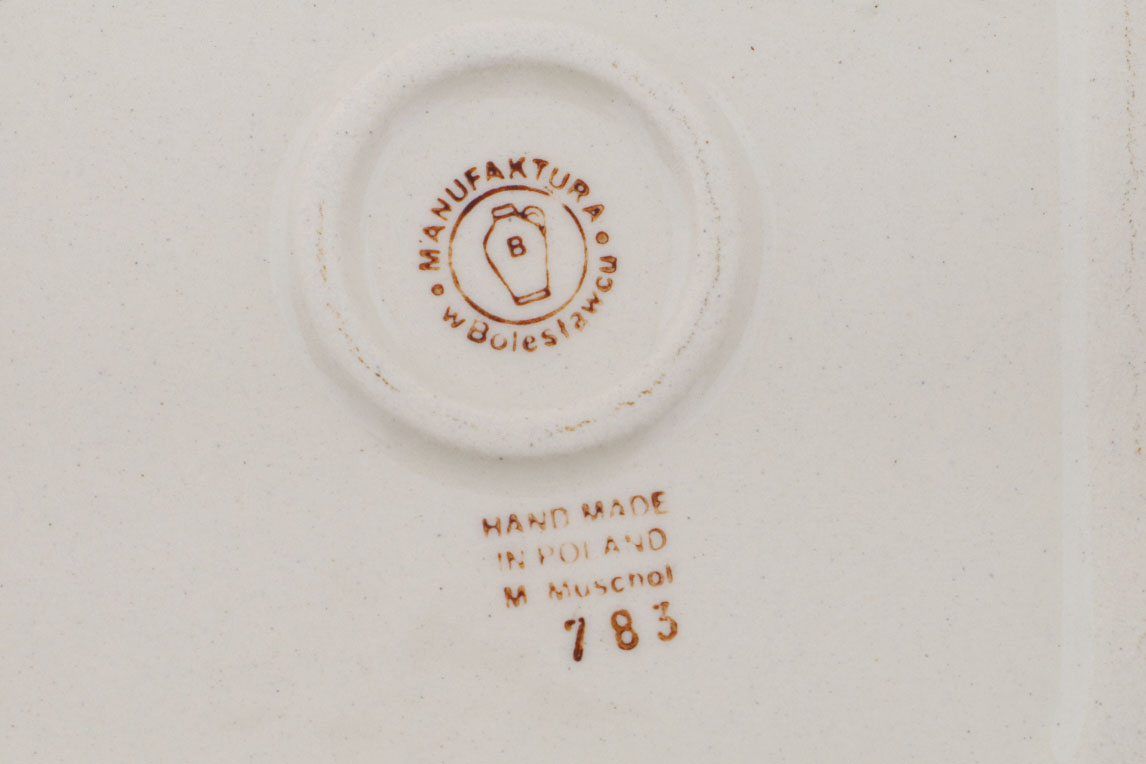 MANUFAKTURA
w Bolesławcu
B
HAND MADE
IN POLAND
M Muschol
783